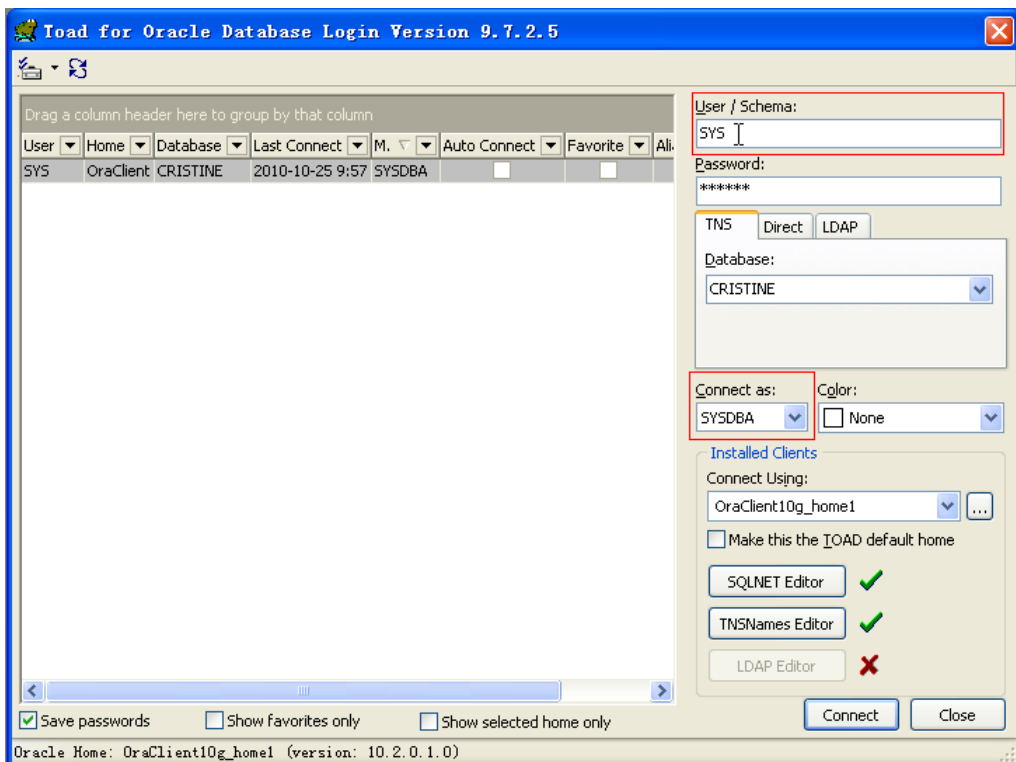 Toad for Oracle Database Login Version 9.7.2.5
Drag a column header here to group by that column
User Home Database Last Connect M. Auto Connect Favorite Ali
SYS OraClient CRISTINE 2010-10-25 9:57 SYSDBA
User / Schema:
SYS
Password:
******
TNS Direct LDAP
Database:
CRISTINE
Connect as: Color:
SYSDBA None
Installed Clients
Connect Using:
OraClient10g_home1 ...
Make this the TOAD default home
SQLNET Editor
TNSNames Editor
LDAP Editor
Save passwords Show favorites only Show selected home only
Connect Close
Oracle Home: OraClient10g_home1 (version: 10.2.0.1.0)